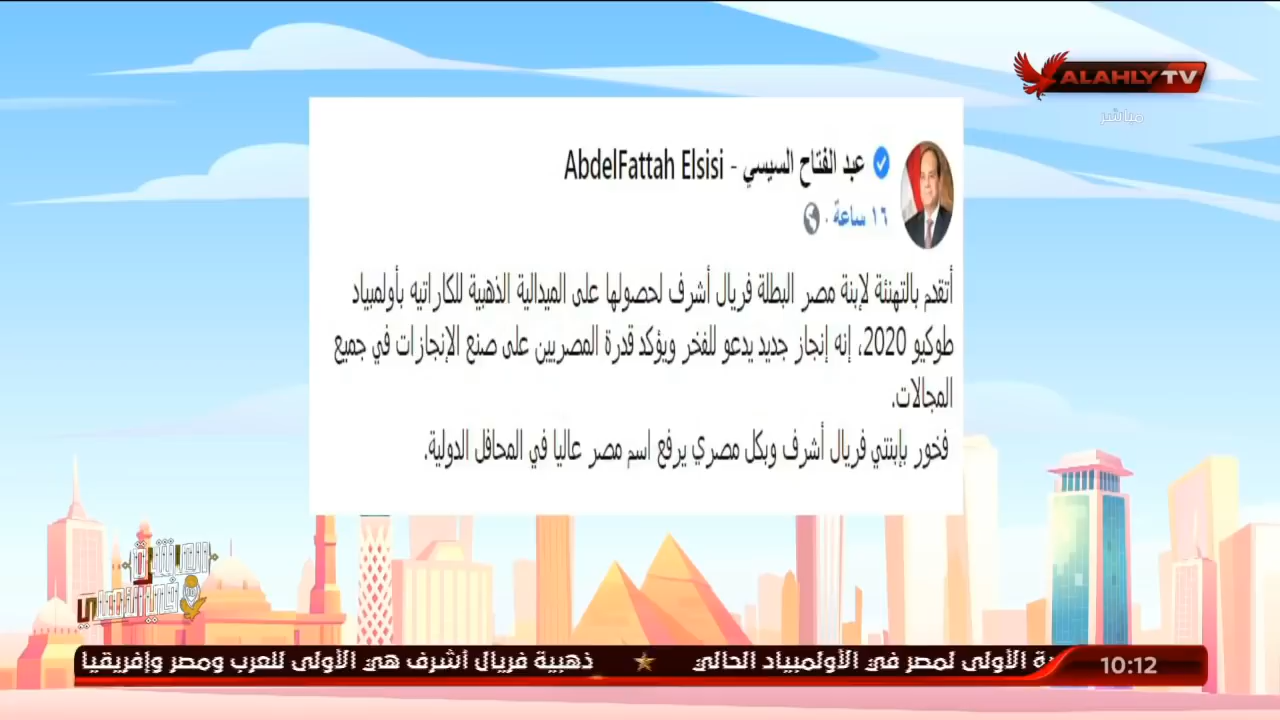 ALAHLY TV
مباشر
عبد الفتاح السيسي - AbdelFattah Elsisi
١٦ ساعة ·
أتقدم بالتهنئة لإبنة مصر البطلة فريال أشرف لحصولها على الميدالية الذهبية للكاراتيه بأولمبياد
طوكيو 2020، إنه إنجاز جديد يدعو للفخر ويؤكد قدرة المصريين على صنع الإنجازات في جميع
المجالات.
فخور بإبنتي فريال أشرف وبكل مصري يرفع اسم مصر عاليا في المحافل الدولية.
الأولى لمصر في الأولمبياد الحالي ★ ذهبية فريال أشرف هي الأولى للعرب ومصر وإفريقيا
10:12